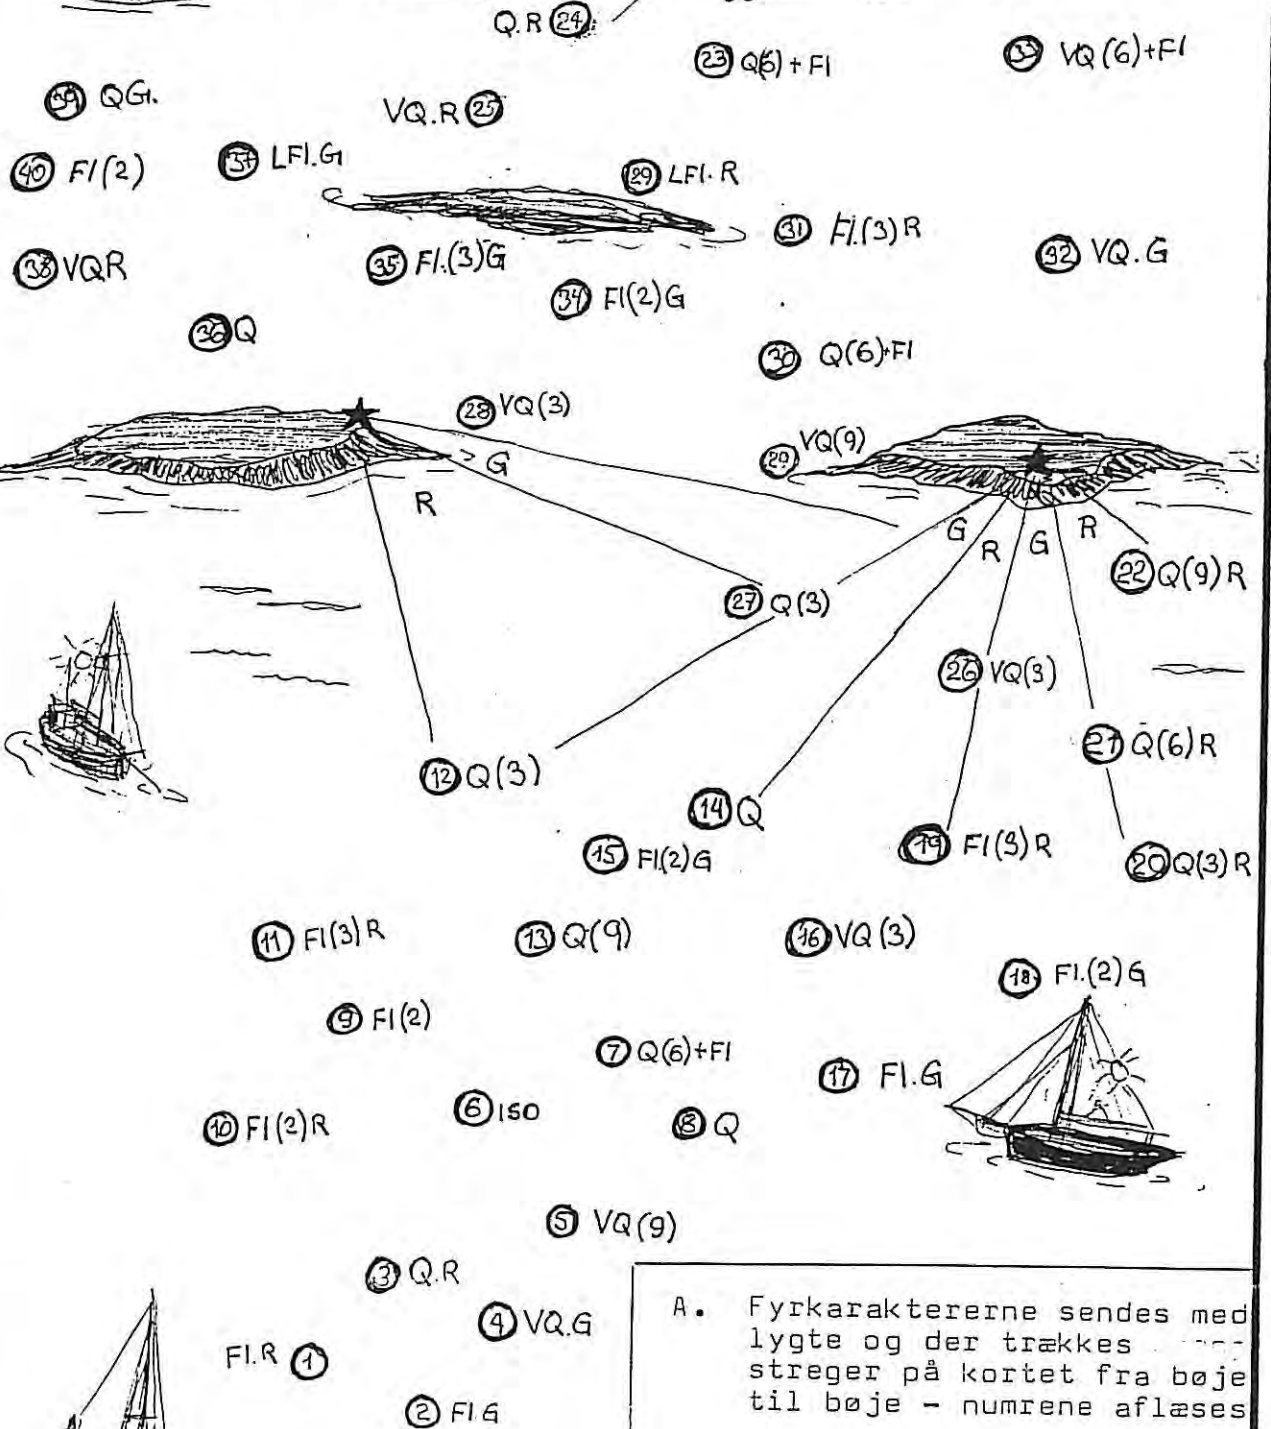 Q.R 24
23 Q(6) + Fl
33 VQ(6)+Fl
39 QG.
VQ.R 25
40 Fl(2)
37 LFl.G
29 LFl.R
31 Fl.(3)R
38 VQR
35 Fl.(3)G
32 VQ.G
34 Fl(2)G
36 Q
30 Q(6)+Fl
28 VQ(3)
29 VQ(9)
G
R
G
R
G
R
22 Q(9)R
27 Q(3)
26 VQ(3)
21 Q(6)R
12 Q(3)
14 Q
15 Fl(2)G
19 Fl(3)R
20 Q(3)R
11 Fl(3)R
13 Q(9)
16 VQ(3)
18. Fl.(2)G
9 Fl(2)
7 Q(6)+Fl
17 Fl.G
10 Fl(2)R
6 ISO
8 Q
5 VQ(9)
3 Q.R
4 VQ.G
Fl.R 1
2 Fl G
A. Fyrkaraktererne sendes med
lygte og der trækkes
streger på kortet fra bøje
til bøje - numrene aflæses